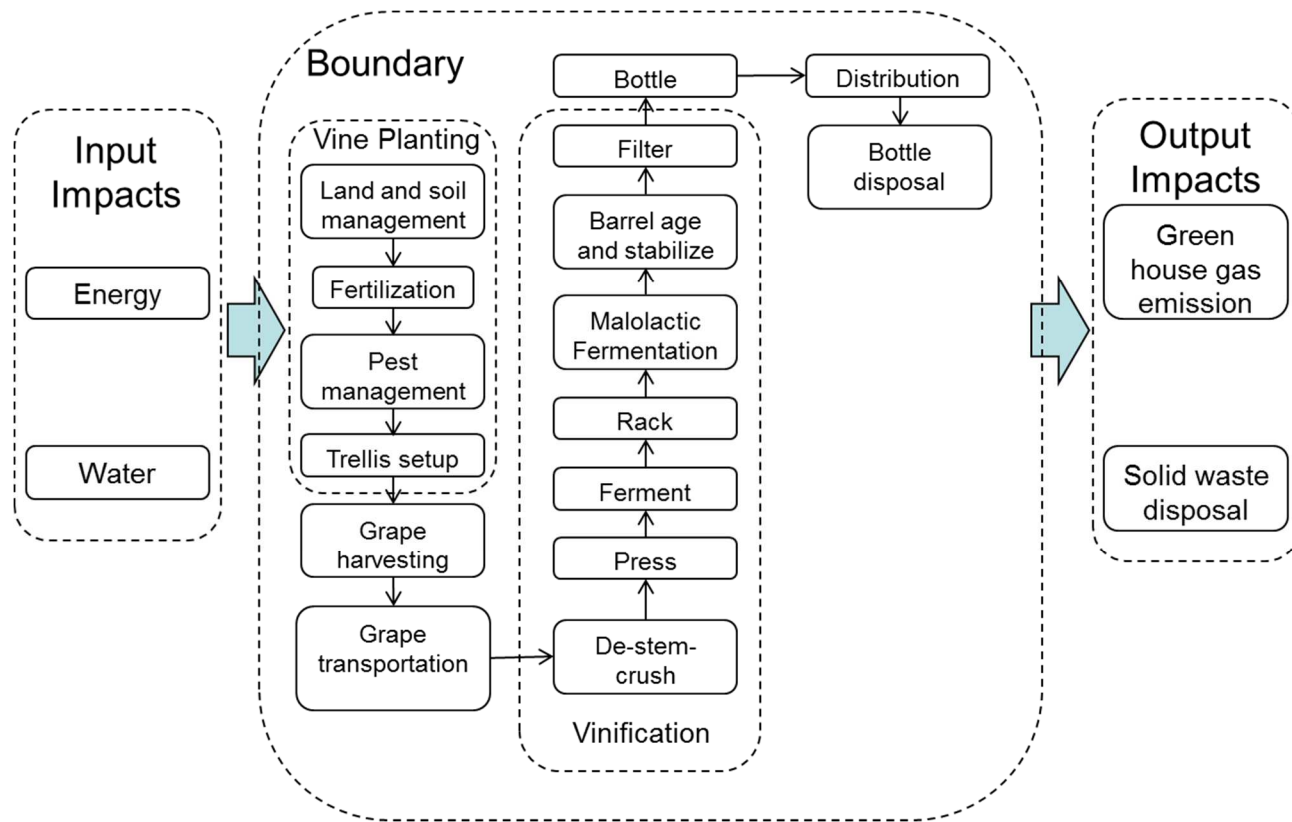 Input
Impacts
Energy
Water
Boundary
Vine Planting
Land and soil
management
Fertilization
Pest
management
Trellis setup
Grape
harvesting
Grape
transportation
De-stem-
crush
Press
Ferment
Rack
Malolactic
Fermentation
Barrel age
and stabilize
Filter
Vinification
Bottle
Distribution
Bottle
disposal
Output
Impacts
Green
house gas
emission
Solid waste
disposal